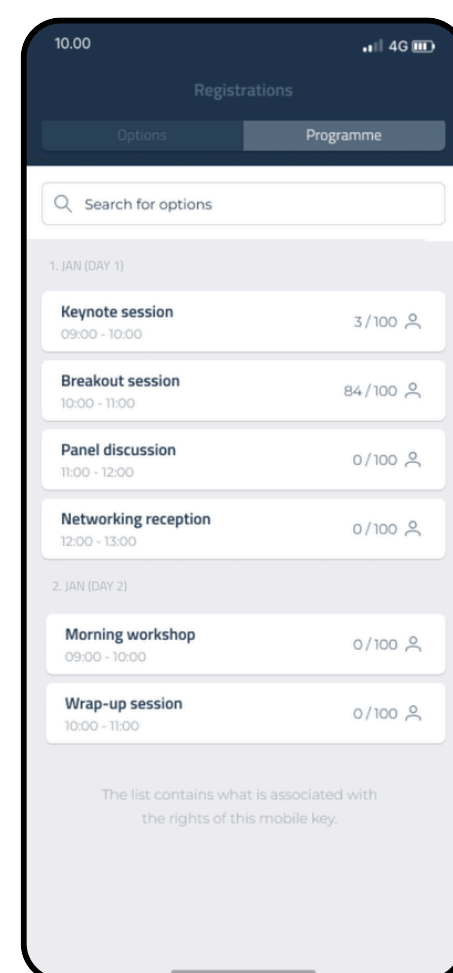 10.00
4G
Registrations
Options Programme
Search for options
1. JAN (DAY 1)
Keynote session
09:00 - 10:00
3/100
Breakout session
10:00 - 11:00
84/100
Panel discussion
11:00 - 12:00
0/100
Networking reception
12:00 - 13:00
0/100
2. JAN (DAY 2)
Morning workshop
09:00 - 10:00
0/100
Wrap-up session
10:00 - 11:00
0/100
The list contains what is associated with
the rights of this mobile key.